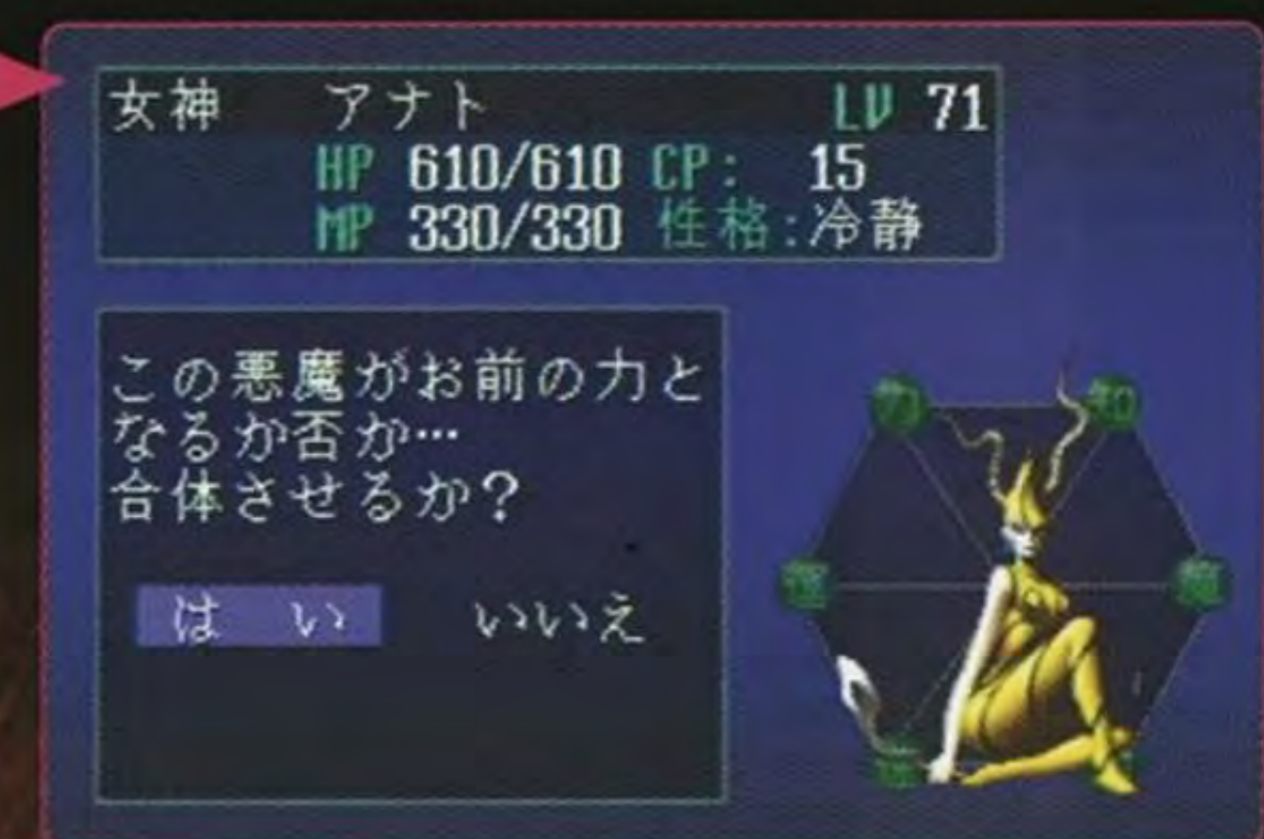 女神 アナト LV 71
HP 610/610 CP: 15
MP 330/330 性格:冷静
この悪魔がお前の力と
なるか否か…
合体させるか?
はい いいえ
力 知